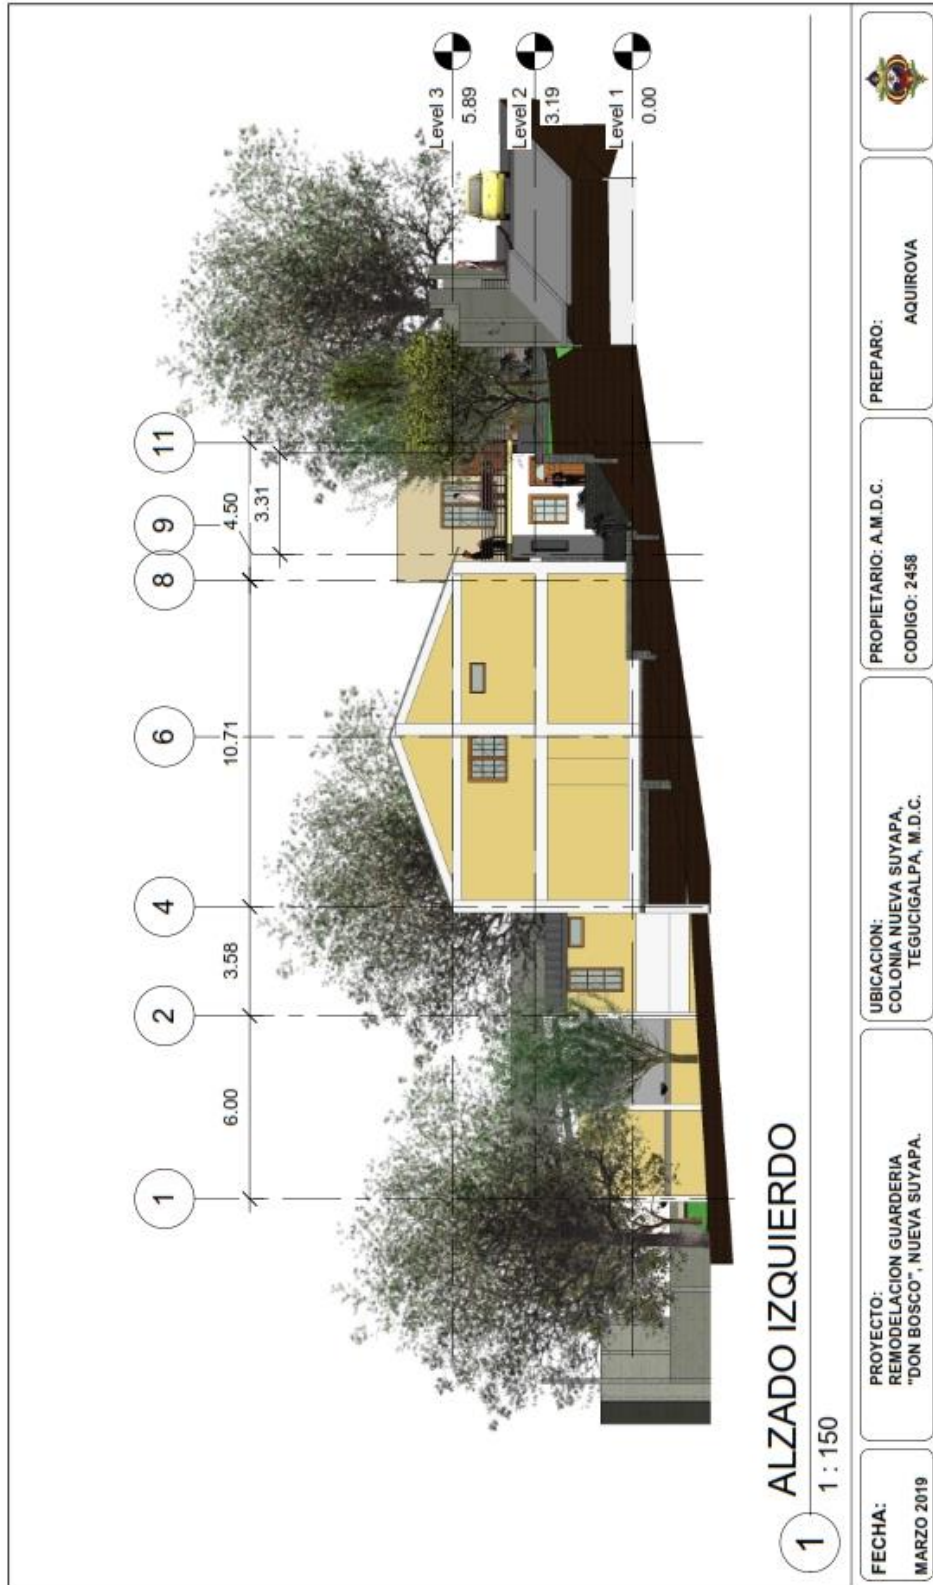 1
2
4
6
8
9
11
6.00
3.58
10.71
4.50
3.31
Level 3
5.89
Level 2
3.19
Level 1
0.00
1
ALZADO IZQUIERDO
1 : 150
FECHA:
MARZO 2019
PROYECTO:
REMODELACION GUARDERIA
"DON BOSCO", NUEVA SUYAPA.
UBICACION:
COLONIA NUEVA SUYAPA,
TEGUCIGALPA, M.D.C.
PROPIETARIO: A.M.D.C.
CODIGO: 2458
PREPARO:
AQUIROVA